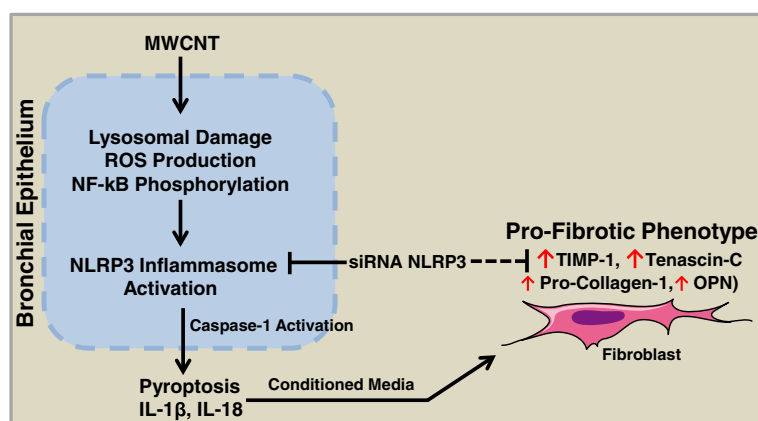 MWCNT
Bronchial Epithelium
Lysosomal Damage
ROS Production
NF-kB Phosphorylation
NLRP3 Inflammasome
Activation
siRNA NLRP3
Pro-Fibrotic Phenotype
↑TIMP-1, ↑Tenascin-C
↑ Pro-Collagen-1,↑ OPN)
Caspase-1 Activation
Fibroblast
Pyroptosis
IL-1β, IL-18
Conditioned Media